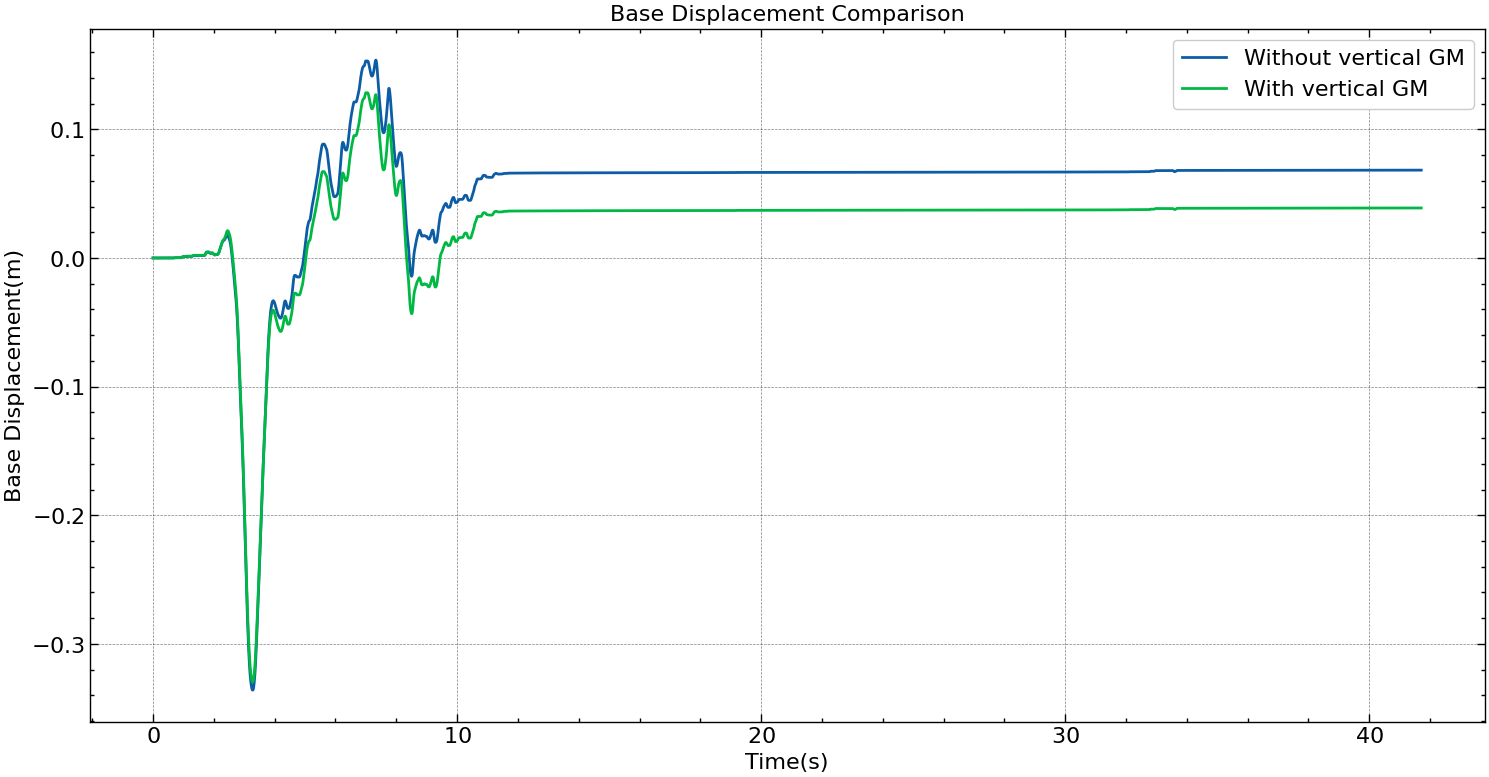 Base Displacement Comparison
Without vertical GM
With vertical GM
Base Displacement(m)
0.1
0.0
−0.1
−0.2
−0.3
0 10 20 30 40
Time(s)